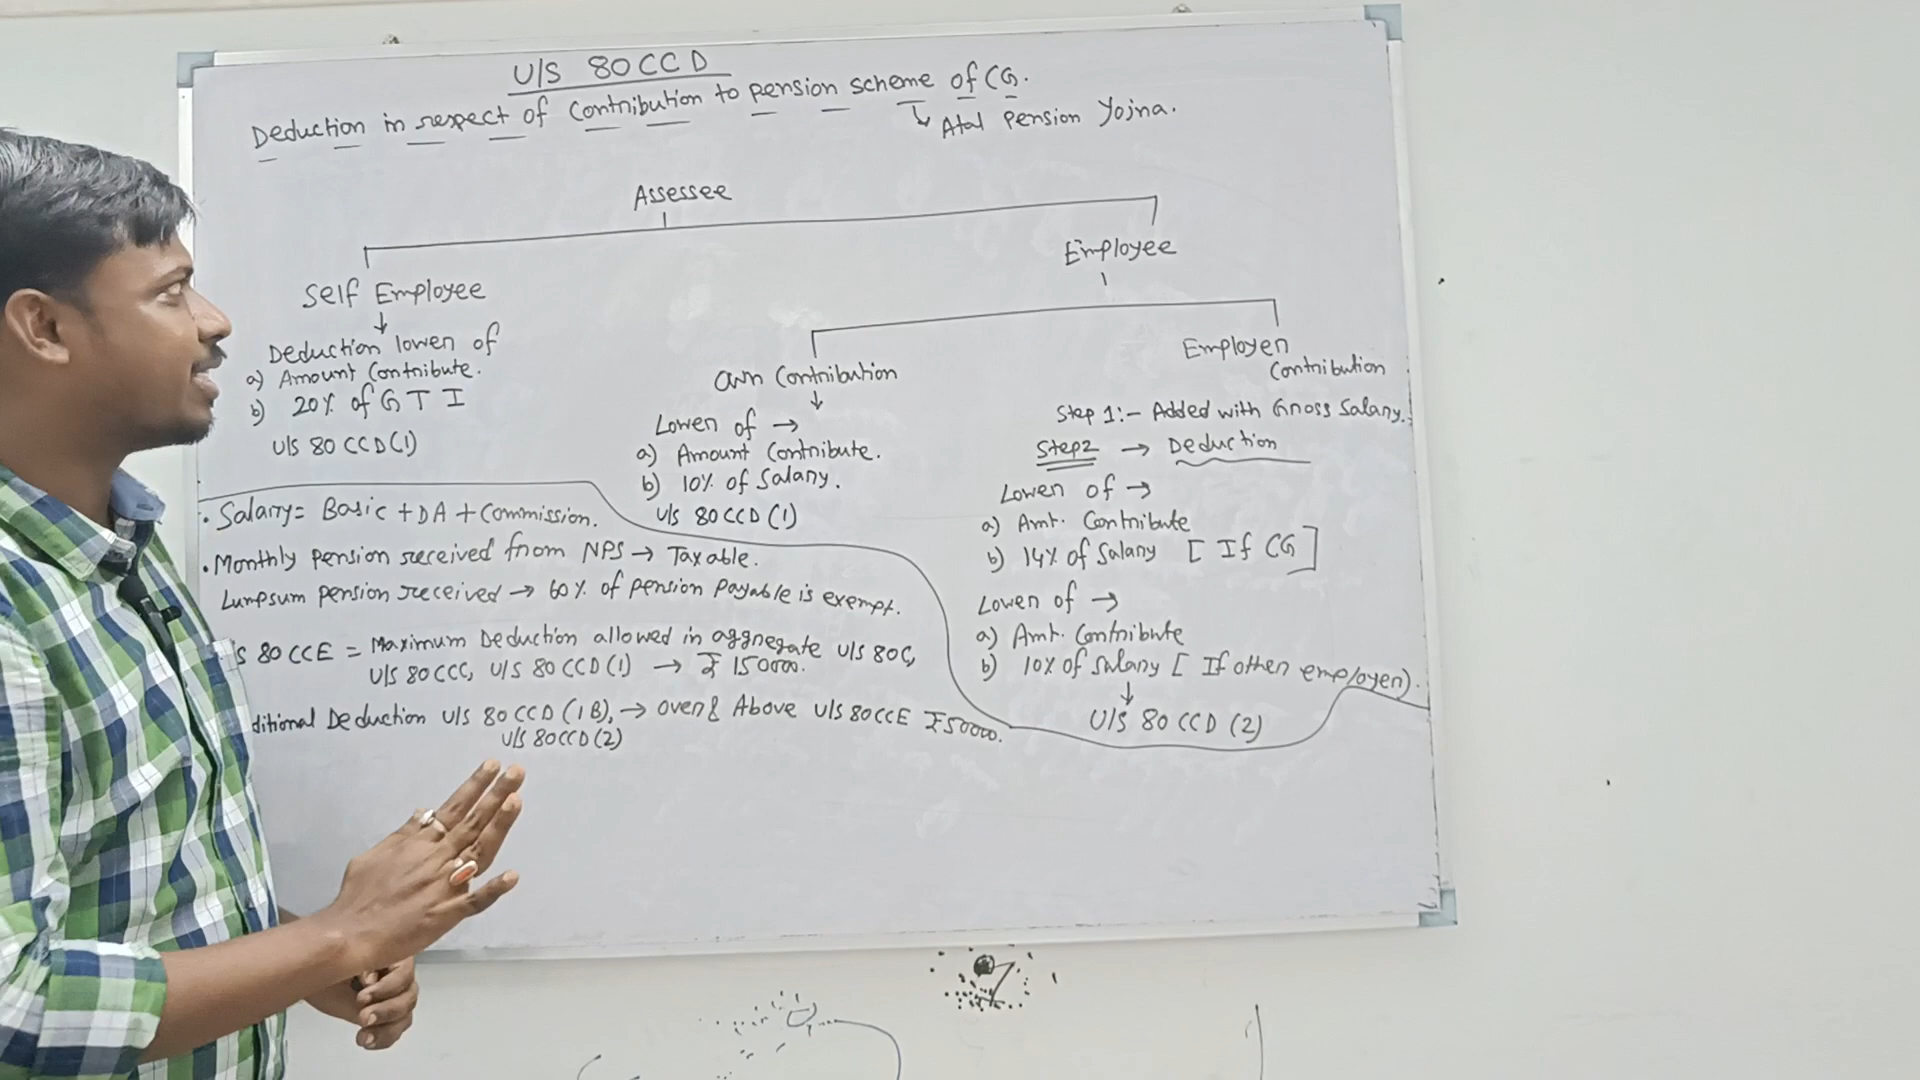 U/S 80CCD
Deduction in respect of Contribution to pension scheme of CG.
Atal Pension Yojna.
Assessee
Self Employee
Deduction lower of
a) Amount Contribute.
b) 20% of G T I
U/S 80 CCD(1)
Employee
Own Contribution
Lower of →
a) Amount Contribute.
b) 10% of Salary.
U/S 80CCD (1)
Employer
Contribution
Step 1:- Added with Gross Salary.
Step2 → Deduction
Lower of →
a) Amt. Contribute
b) 14% of Salary [ If CG ]
Lower of →
a) Amt. Contribute
b) 10% of Salary [ If other employer).
U/S 80 CCD (2)
. Salary = Basic + DA + Commission.
. Monthly Pension received from NPS → Taxable.
Lumpsum pension received → 60% of pension payable is exempt.
S 80 CCE = Maximum Deduction allowed in aggregate U/S 80C,
U/S 80CCC, U/S 80 CCD(1) → ₹ 150000.
ditional Deduction U/S 80 CCD (1B), → over & Above U/S 80CCE ₹50000.
U/S 80CCD(2)